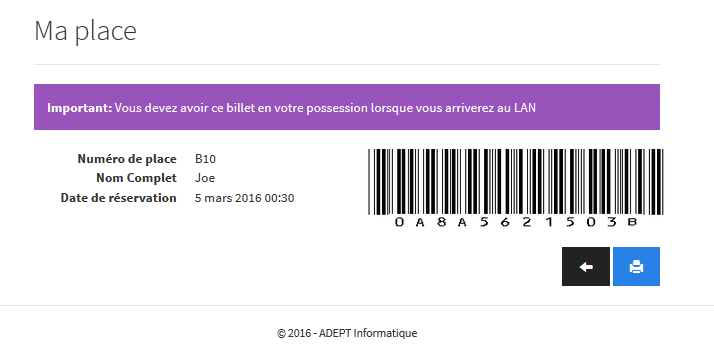 Ma place
Important: Vous devez avoir ce billet en votre possession lorsque vous arriverez au LAN
Numéro de place B10
Nom Complet Joe
Date de réservation 5 mars 2016 00:30
0A8A5621503B
© 2016 - ADEPT Informatique